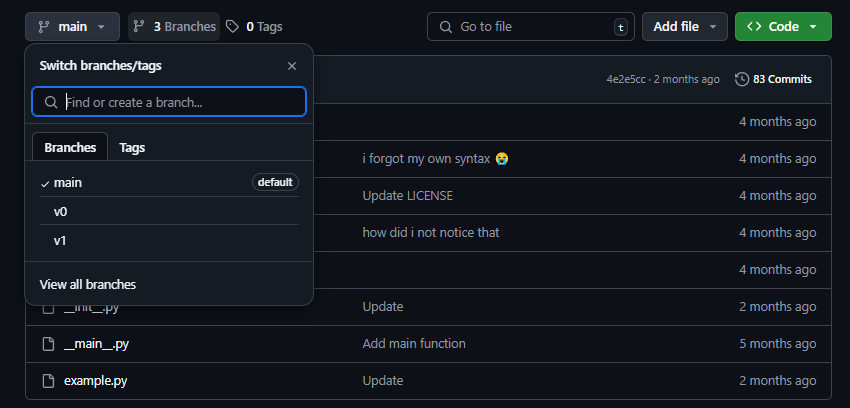 main 3 Branches 0 Tags Go to file t Add file Code
Switch branches/tags
4e2e5cc · 2 months ago 83 Commits
Find or create a branch...
4 months ago
Branches Tags
i forgot my own syntax 😭 4 months ago
main default
Update LICENSE 4 months ago
v0
how did i not notice that 4 months ago
v1
4 months ago
View all branches
__init__.py Update 2 months ago
__main__.py Add main function 5 months ago
example.py Update 2 months ago